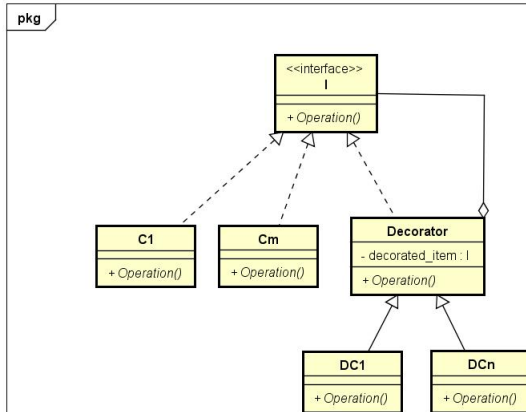 pkg
<<interface>>
I
+ Operation()
C1
+ Operation()
Cm
+ Operation()
Decorator
- decorated_item : I
+ Operation()
DC1
+ Operation()
DCn
+ Operation()